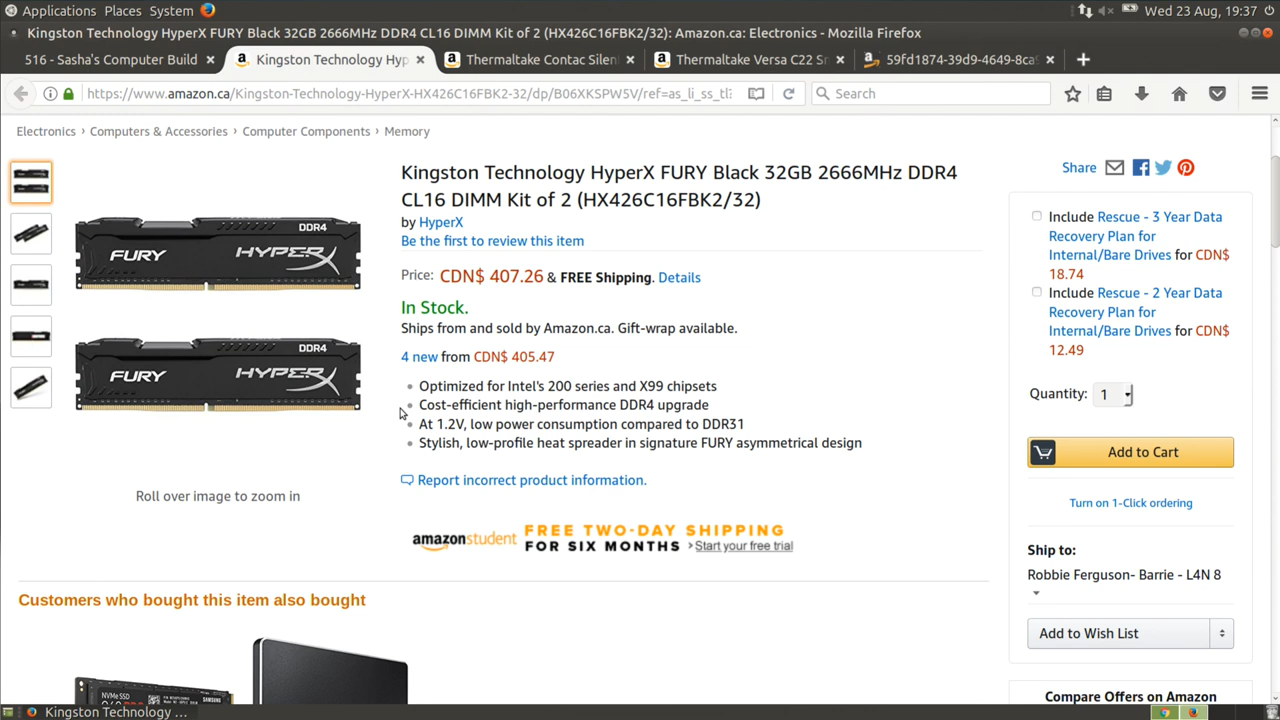 Applications Places System
Wed 23 Aug, 19:37
Kingston Technology HyperX FURY Black 32GB 2666MHz DDR4 CL16 DIMM Kit of 2 (HX426C16FBK2/32): Amazon.ca: Electronics - Mozilla Firefox
516 - Sasha's Computer Build
Kingston Technology Hyp
Thermaltake Contac Silen
Thermaltake Versa C22 Sn
59fd1874-39d9-4649-8ca9
https://www.amazon.ca/Kingston-Technology-HyperX-HX426C16FBK2-32/dp/B06XKSPW5V/ref=as_li_ss_tl:
Search
Electronics › Computers & Accessories › Computer Components › Memory
Kingston Technology HyperX FURY Black 32GB 2666MHz DDR4
CL16 DIMM Kit of 2 (HX426C16FBK2/32)
by HyperX
Be the first to review this item
Price: CDN$ 407.26 & FREE Shipping. Details
In Stock.
Ships from and sold by Amazon.ca. Gift-wrap available.
4 new from CDN$ 405.47
Optimized for Intel's 200 series and X99 chipsets
Cost-efficient high-performance DDR4 upgrade
At 1.2V, low power consumption compared to DDR31
Stylish, low-profile heat spreader in signature FURY asymmetrical design
Report incorrect product information.
DDR4
FURY HYPERX
DDR4
FURY HYPERX
Roll over image to zoom in
amazonstudent FREE TWO-DAY SHIPPING
FOR SIX MONTHS › Start your free trial
Share
Include Rescue - 3 Year Data
Recovery Plan for
Internal/Bare Drives for CDN$
18.74
Include Rescue - 2 Year Data
Recovery Plan for
Internal/Bare Drives for CDN$
12.49
Quantity: 1
Add to Cart
Turn on 1-Click ordering
Ship to:
Robbie Ferguson- Barrie - L4N 8
Add to Wish List
Compare Offers on Amazon
Customers who bought this item also bought
NVMe SSD
SAMSUNG
Kingston Technology ...